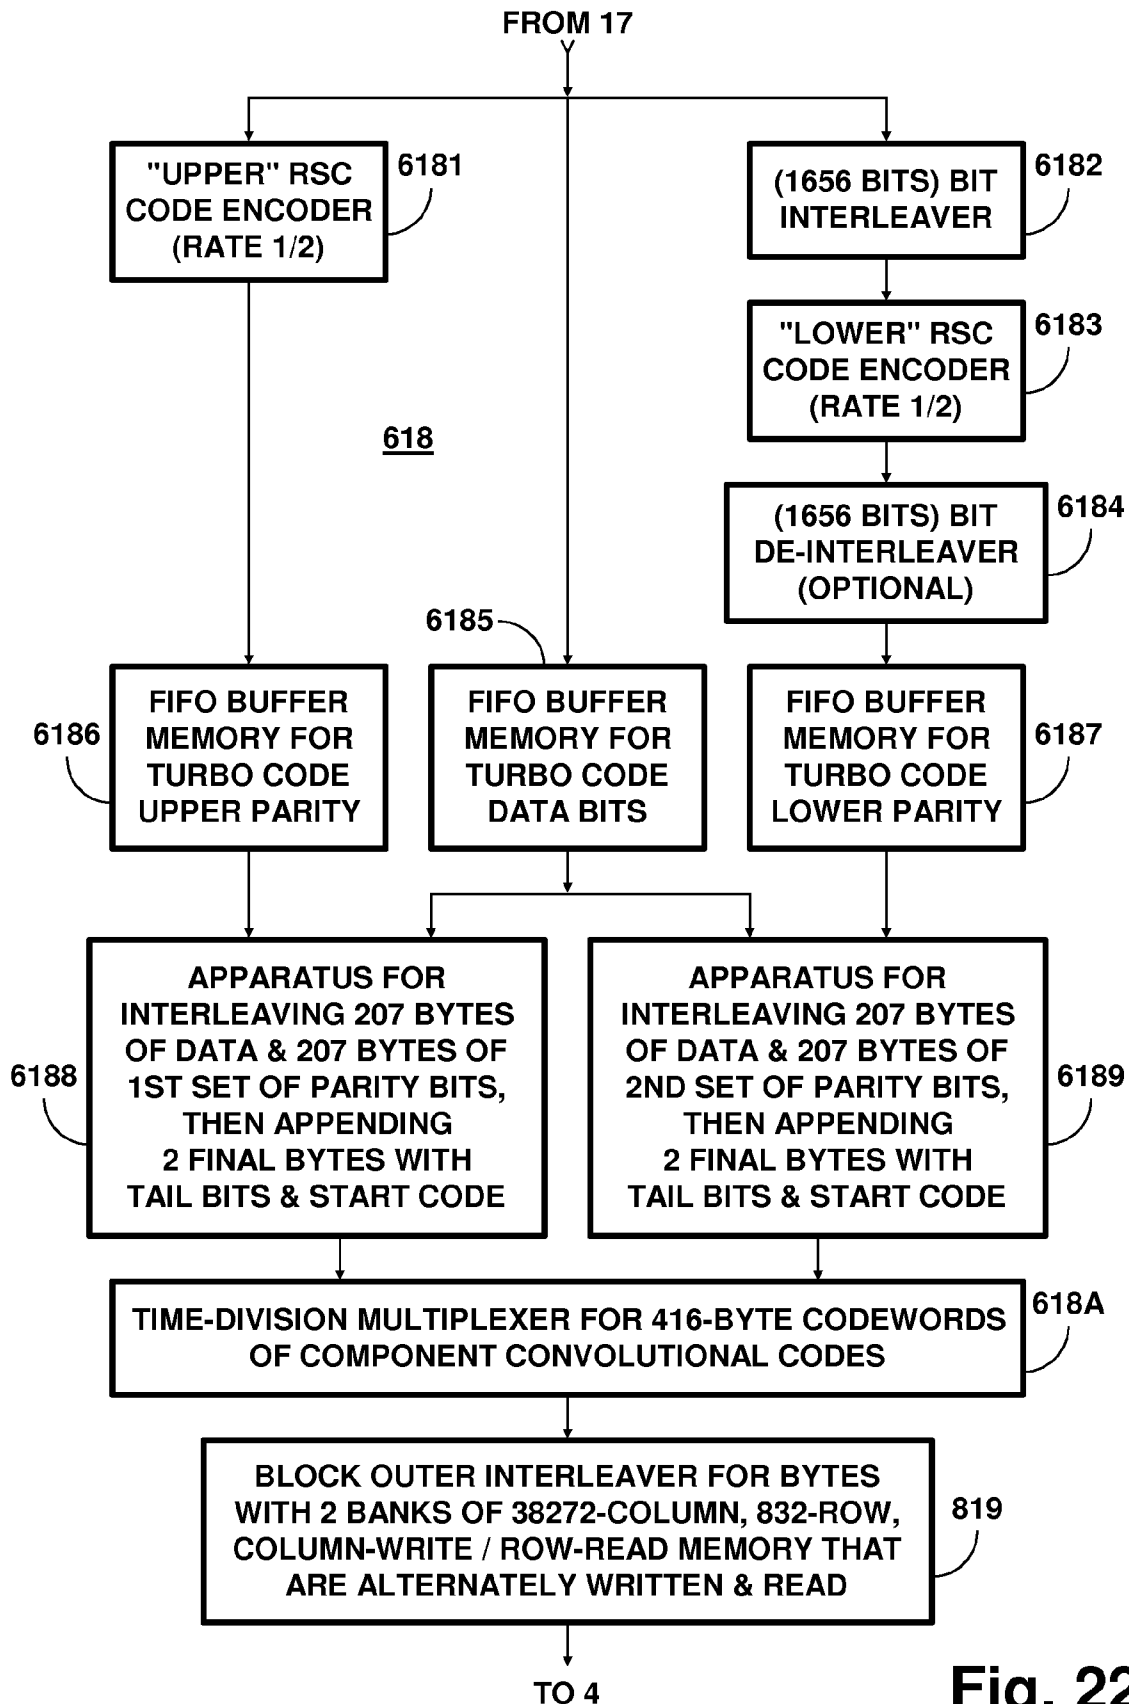 FROM 17
"UPPER" RSC
CODE ENCODER
(RATE 1/2)
6181
(1656 BITS) BIT
INTERLEAVER
6182
"LOWER" RSC
CODE ENCODER
(RATE 1/2)
6183
618
(1656 BITS) BIT
DE-INTERLEAVER
(OPTIONAL)
6184
6185
6186
FIFO BUFFER
MEMORY FOR
TURBO CODE
UPPER PARITY
FIFO BUFFER
MEMORY FOR
TURBO CODE
DATA BITS
FIFO BUFFER
MEMORY FOR
TURBO CODE
LOWER PARITY
6187
6188
APPARATUS FOR
INTERLEAVING 207 BYTES
OF DATA & 207 BYTES OF
1ST SET OF PARITY BITS,
THEN APPENDING
2 FINAL BYTES WITH
TAIL BITS & START CODE
APPARATUS FOR
INTERLEAVING 207 BYTES
OF DATA & 207 BYTES OF
2ND SET OF PARITY BITS,
THEN APPENDING
2 FINAL BYTES WITH
TAIL BITS & START CODE
6189
TIME-DIVISION MULTIPLEXER FOR 416-BYTE CODEWORDS
OF COMPONENT CONVOLUTIONAL CODES
618A
BLOCK OUTER INTERLEAVER FOR BYTES
WITH 2 BANKS OF 38272-COLUMN, 832-ROW,
COLUMN-WRITE / ROW-READ MEMORY THAT
ARE ALTERNATELY WRITTEN & READ
819
TO 4
Fig. 22